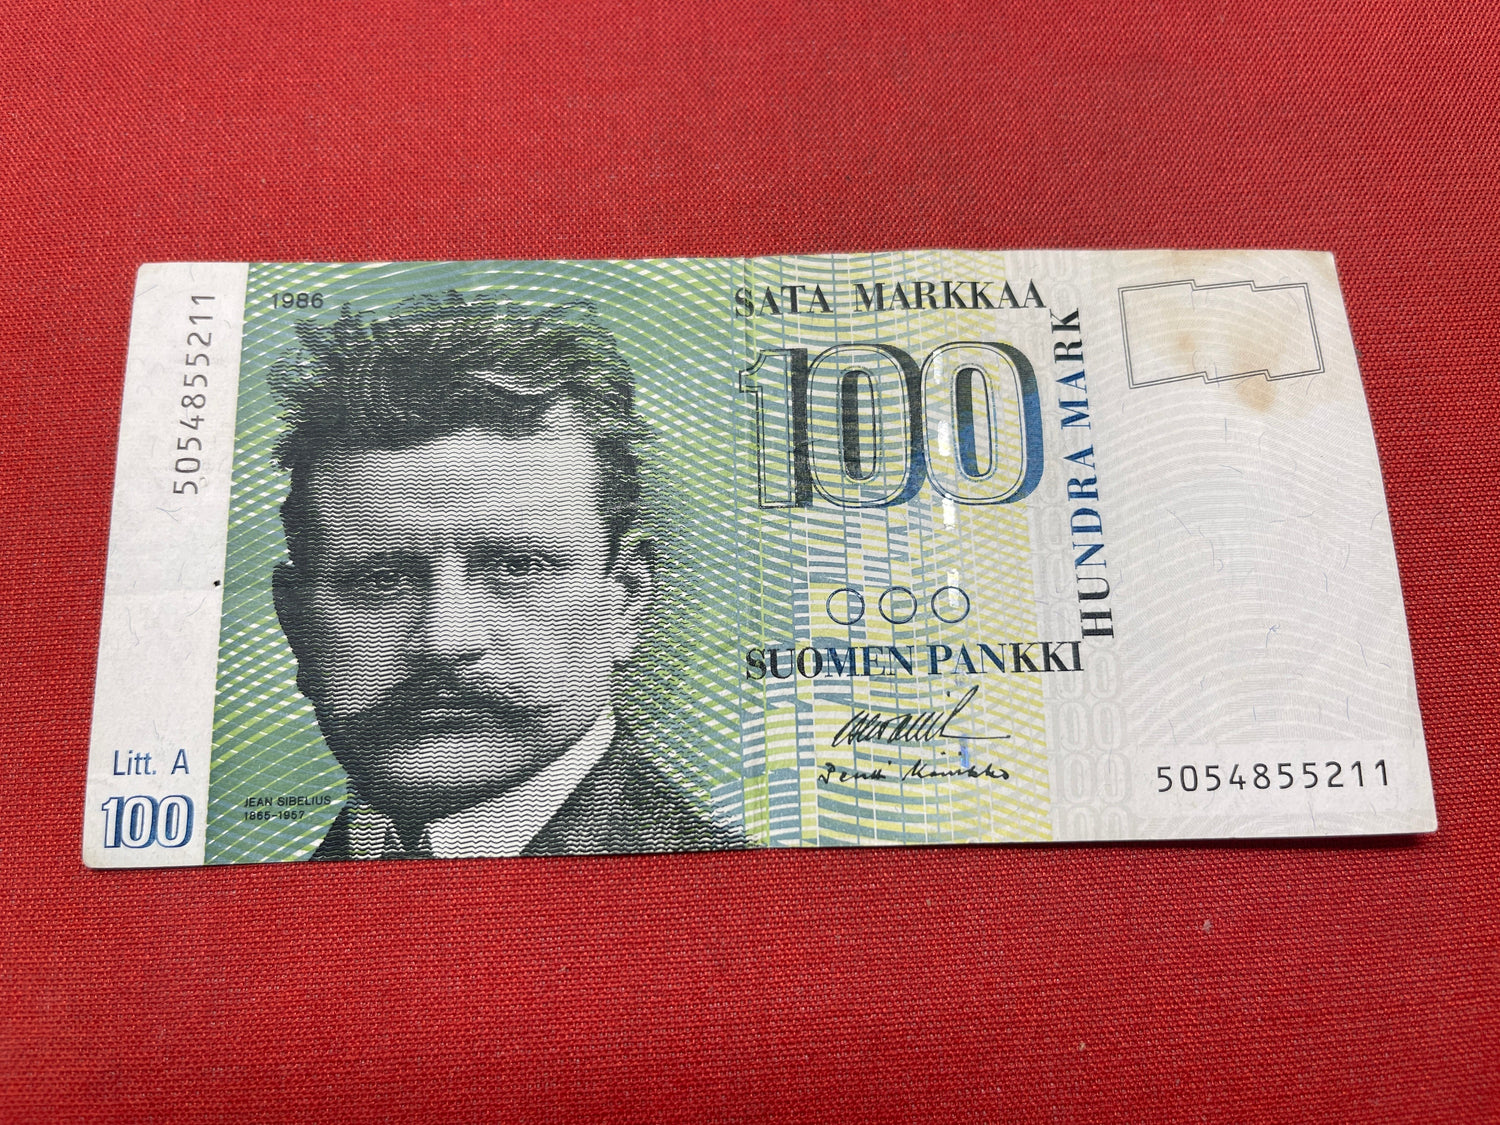 5054855211
1986
SATA MARKKAA
100
HUNDRA MARK
SUOMEN PANKKI
Litt. A
100
JEAN SIBELIUS
1865-1957
5054855211